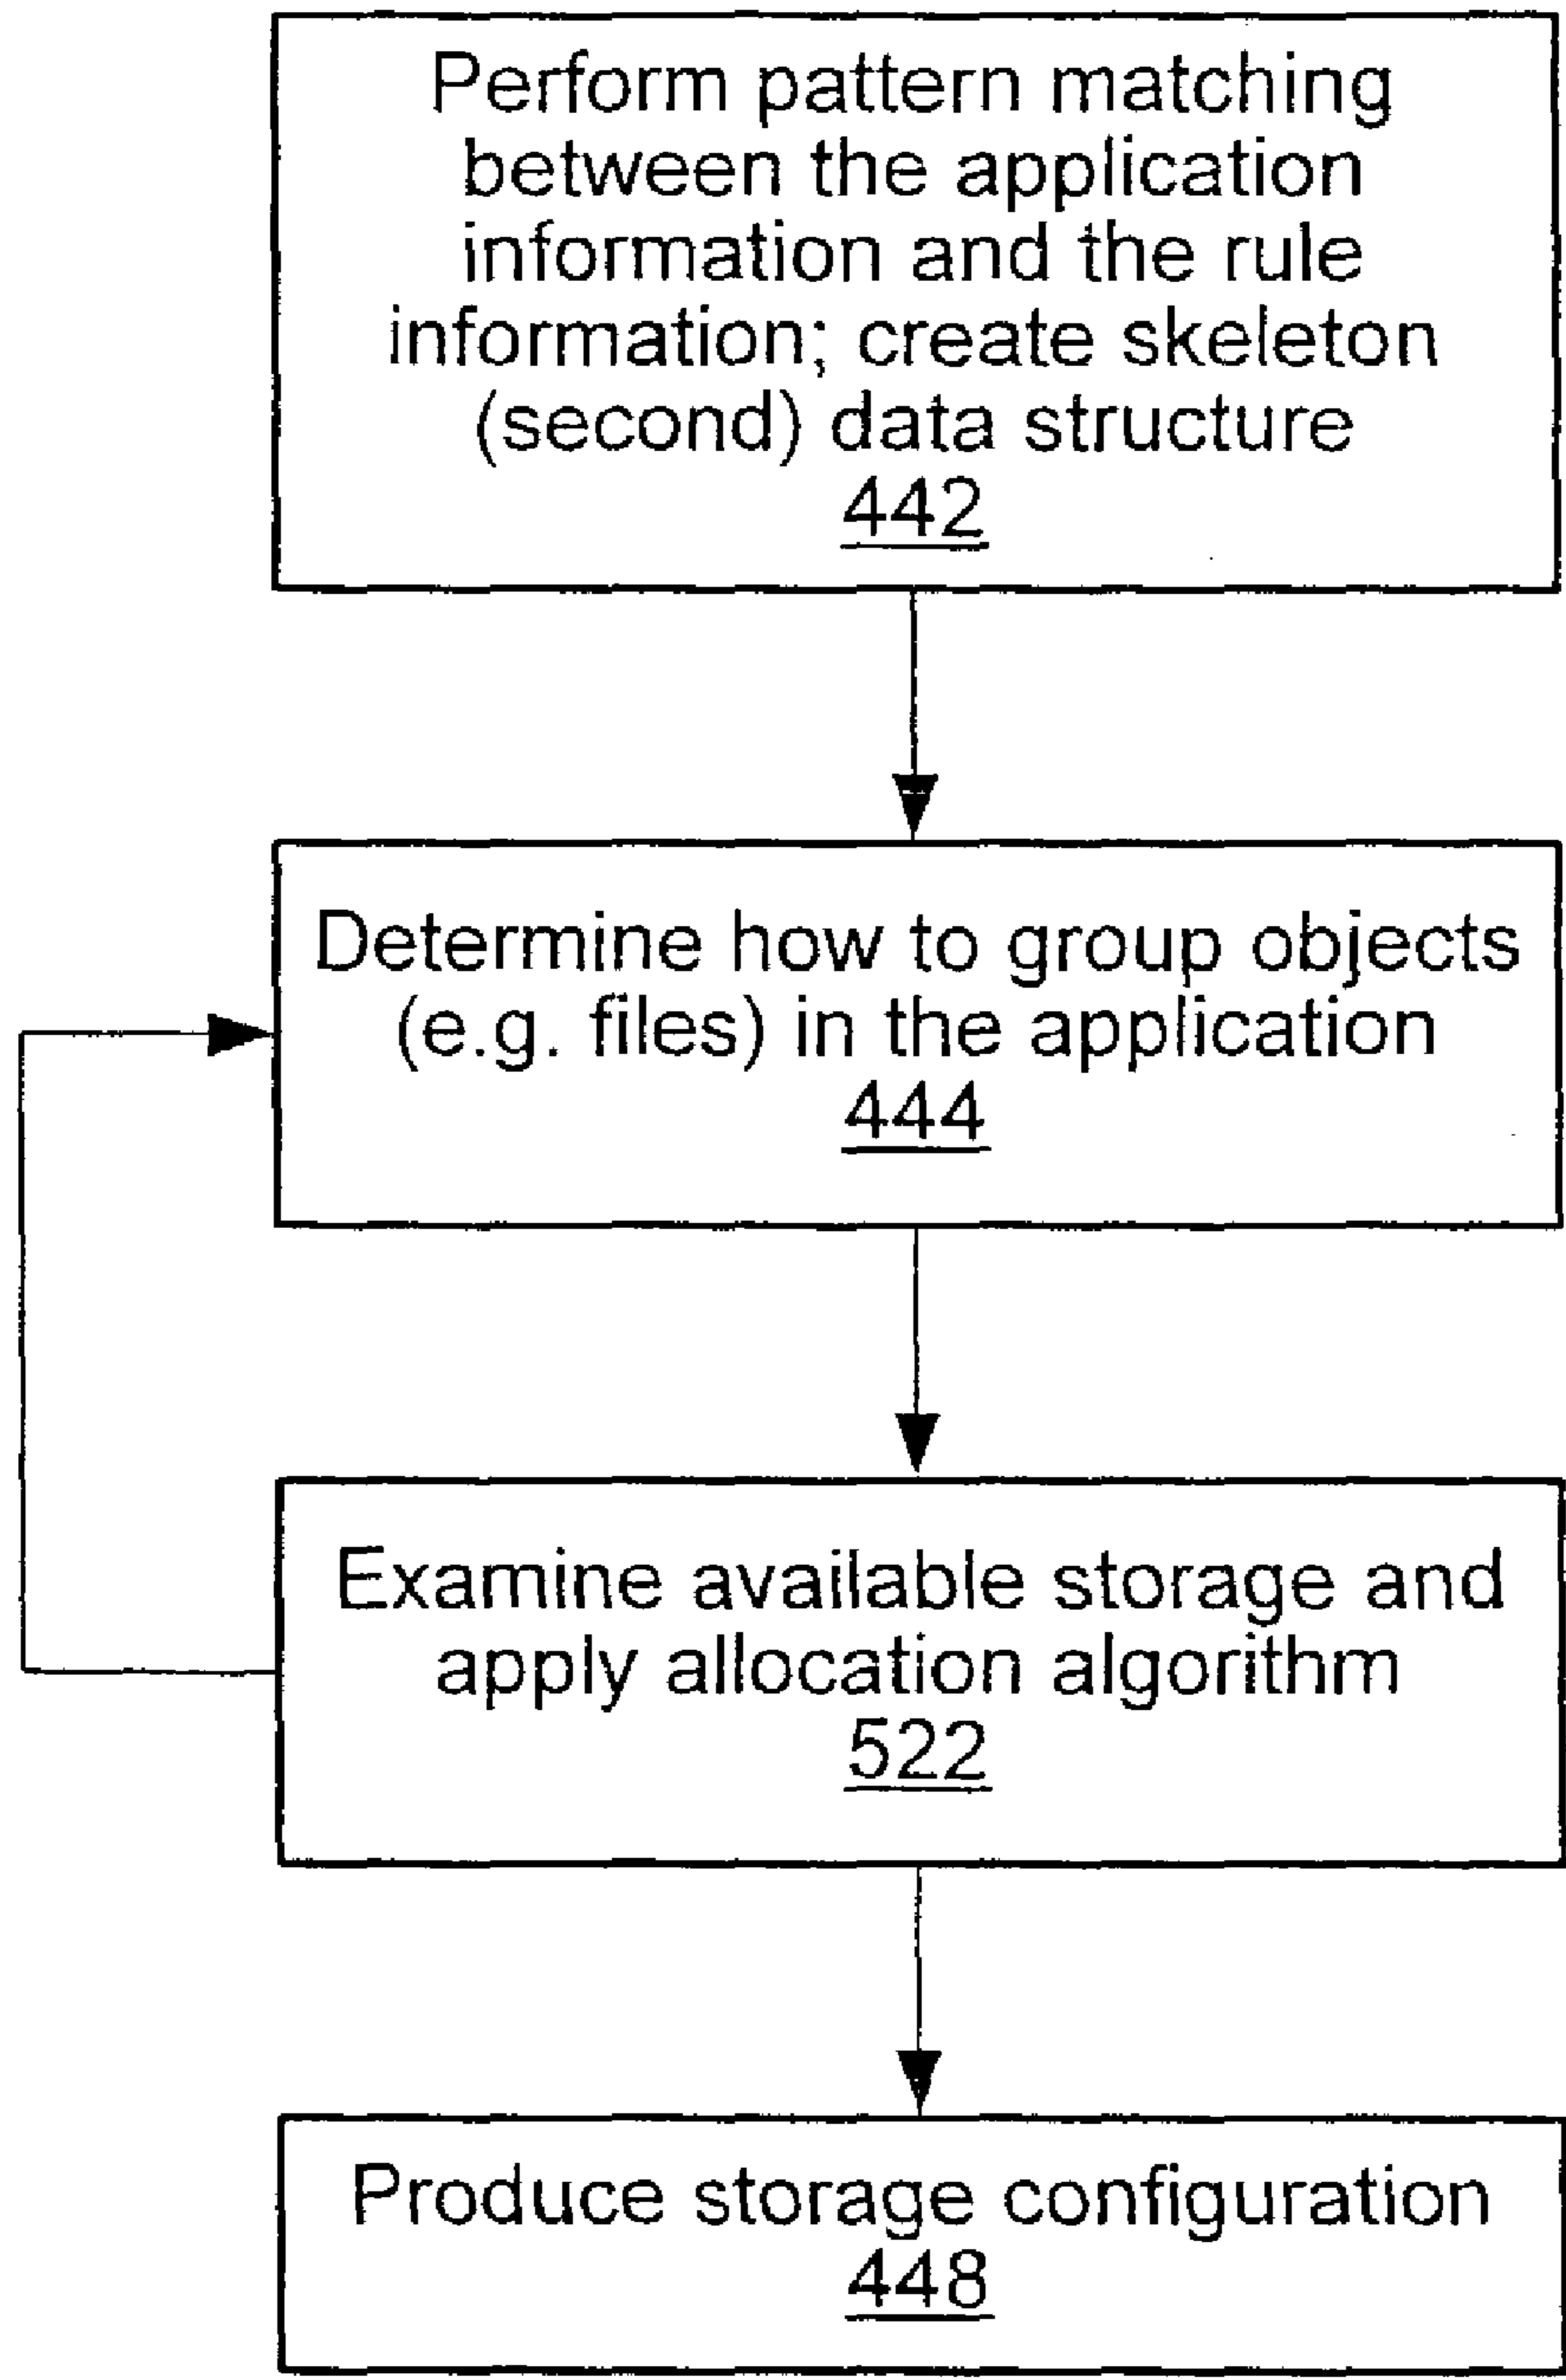 Perform pattern matching
between the application
information and the rule
information; create skeleton
(second) data structure
442
Determine how to group objects
(e.g. files) in the application
444
Examine available storage and
apply allocation algorithm
522
Produce storage configuration
448